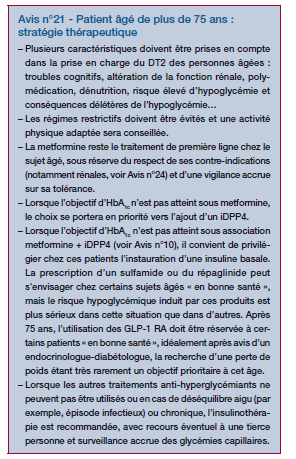 Avis n°21 - Patient âgé de plus de 75 ans :
stratégie thérapeutique
– Plusieurs caractéristiques doivent être prises en compte
dans la prise en charge du DT2 des personnes âgées :
troubles cognitifs, altération de la fonction rénale, poly-
médication, dénutrition, risque élevé d'hypoglycémie et
conséquences délétères de l'hypoglycémie…
– Les régimes restrictifs doivent être évités et une activité
physique adaptée sera conseillée.
– La metformine reste le traitement de première ligne chez le
sujet âgé, sous réserve du respect de ses contre-indications
(notamment rénales, voir Avis n°24) et d'une vigilance accrue
sur sa tolérance.
– Lorsque l'objectif d'HbA1c n'est pas atteint sous metformine,
le choix se portera en priorité vers l'ajout d'un iDPP4.
– Lorsque l'objectif d'HbA1c n'est pas atteint sous association
metformine + iDPP4 (voir Avis n°10), il convient de privilé-
gier chez ces patients l'instauration d'une insuline basale.
La prescription d'un sulfamide ou du répaglinide peut
s'envisager chez certains sujets âgés « en bonne santé »,
mais le risque hypoglycémique induit par ces produits est
plus sérieux dans cette situation que dans d'autres. Après
75 ans, l'utilisation des GLP-1 RA doit être réservée à cer-
tains patients « en bonne santé », idéalement après avis d'un
endocrinologue-diabétologue, la recherche d'une perte de
poids étant très rarement un objectif prioritaire à cet âge.
– Lorsque les autres traitements anti-hyperglycémiants ne
peuvent pas être utilisés ou en cas de déséquilibre aigu (par
exemple, épisode infectieux) ou chronique, l'insulinothéra-
pie est recommandée, avec recours éventuel à une tierce
personne et surveillance accrue des glycémies capillaires.